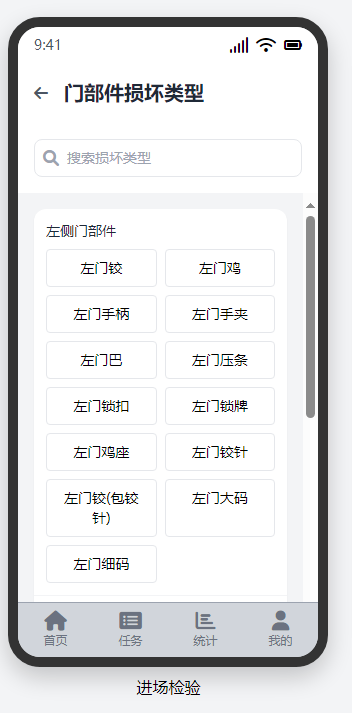 9:41
门部件损坏类型
搜索损坏类型
左侧门部件
左门铰
左门鸡
左门手柄
左门手夹
左门巴
左门压条
左门锁扣
左门锁牌
左门鸡座
左门铰针
左门铰(包铰
针)
左门大码
左门细码
首页
任务
统计
我的
进场检验